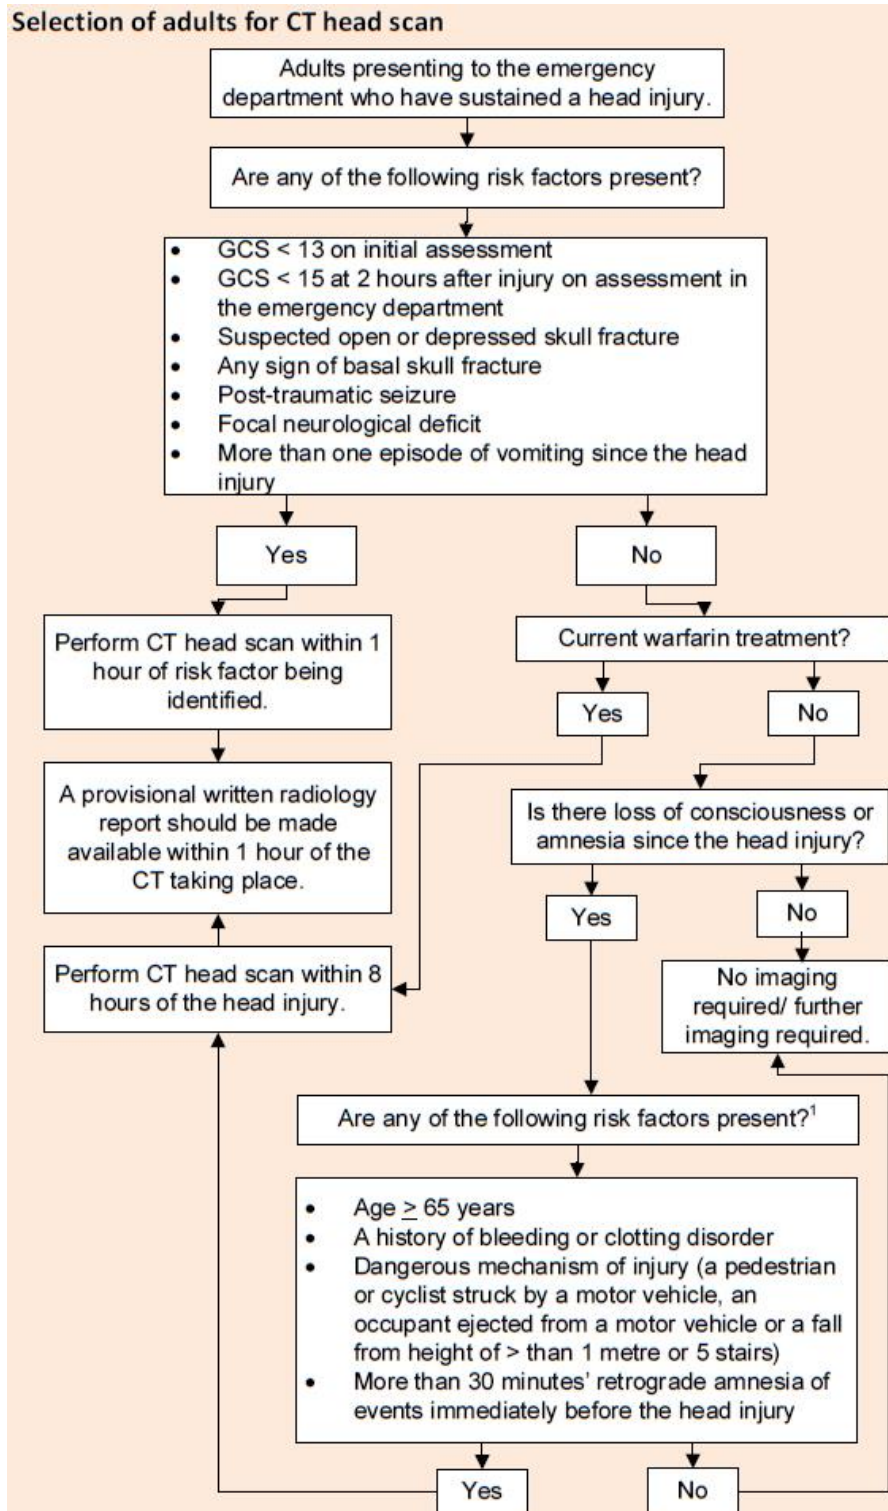 Selection of adults for CT head scan
Adults presenting to the emergency
department who have sustained a head injury.
Are any of the following risk factors present?
• GCS < 13 on initial assessment
• GCS < 15 at 2 hours after injury on assessment in
the emergency department
• Suspected open or depressed skull fracture
• Any sign of basal skull fracture
• Post-traumatic seizure
• Focal neurological deficit
• More than one episode of vomiting since the head
injury
Yes
No
Perform CT head scan within 1
hour of risk factor being
identified.
Current warfarin treatment?
Yes
No
A provisional written radiology
report should be made
available within 1 hour of the
CT taking place.
Is there loss of consciousness or
amnesia since the head injury?
Yes
No
Perform CT head scan within 8
hours of the head injury.
No imaging
required/ further
imaging required.
Are any of the following risk factors present?¹
• Age ≥ 65 years
• A history of bleeding or clotting disorder
• Dangerous mechanism of injury (a pedestrian
or cyclist struck by a motor vehicle, an
occupant ejected from a motor vehicle or a fall
from height of > than 1 metre or 5 stairs)
• More than 30 minutes' retrograde amnesia of
events immediately before the head injury
Yes
No